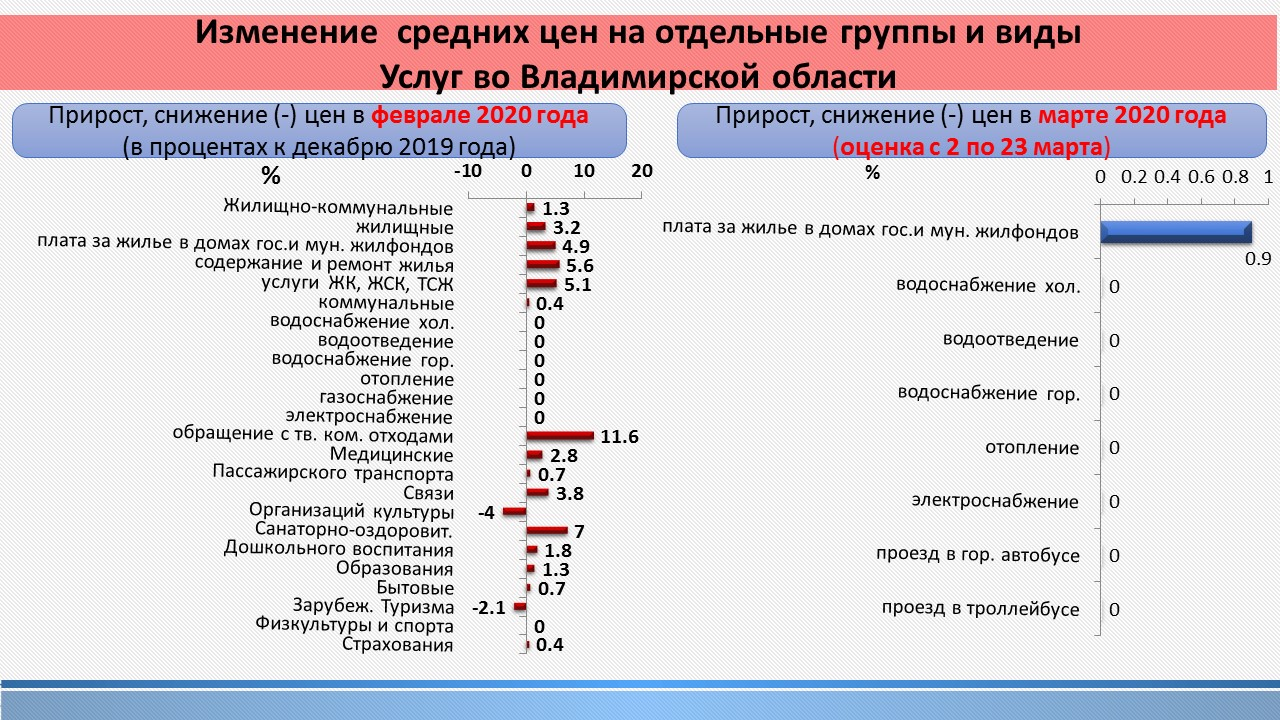 Изменение  средних цен на отдельные группы и виды
Услуг во Владимирской области
Прирост, снижение (-) цен в феврале 2020 года
(в процентах к декабрю 2019 года)
%
-10 0 10 20
Жилищно-коммунальные 1.3
жилищные 3.2
плата за жилье в домах гос.и мун. жилфондов 4.9
содержание и ремонт жилья 5.6
услуги ЖК, ЖСК, ТСЖ 5.1
коммунальные 0.4
водоснабжение хол. 0
водоотведение 0
водоснабжение гор. 0
отопление 0
газоснабжение 0
электроснабжение 0
обращение с тв. ком. отходами 11.6
Медицинские 2.8
Пассажирского транспорта 0.7
Связи 3.8
Организаций культуры -4
Санаторно-оздоровит. 7
Дошкольного воспитания 1.8
Образования 1.3
Бытовые 0.7
Зарубеж. Туризма -2.1
Физкультуры и спорта 0
Страхования 0.4
Прирост, снижение (-) цен в марте 2020 года
(оценка с 2 по 23 марта)
%
0 0.2 0.4 0.6 0.8 1
плата за жилье в домах гос.и мун. жилфондов
0.9
водоснабжение хол. 0
водоотведение 0
водоснабжение гор. 0
отопление 0
электроснабжение 0
проезд в гор. автобусе 0
проезд в троллейбусе 0